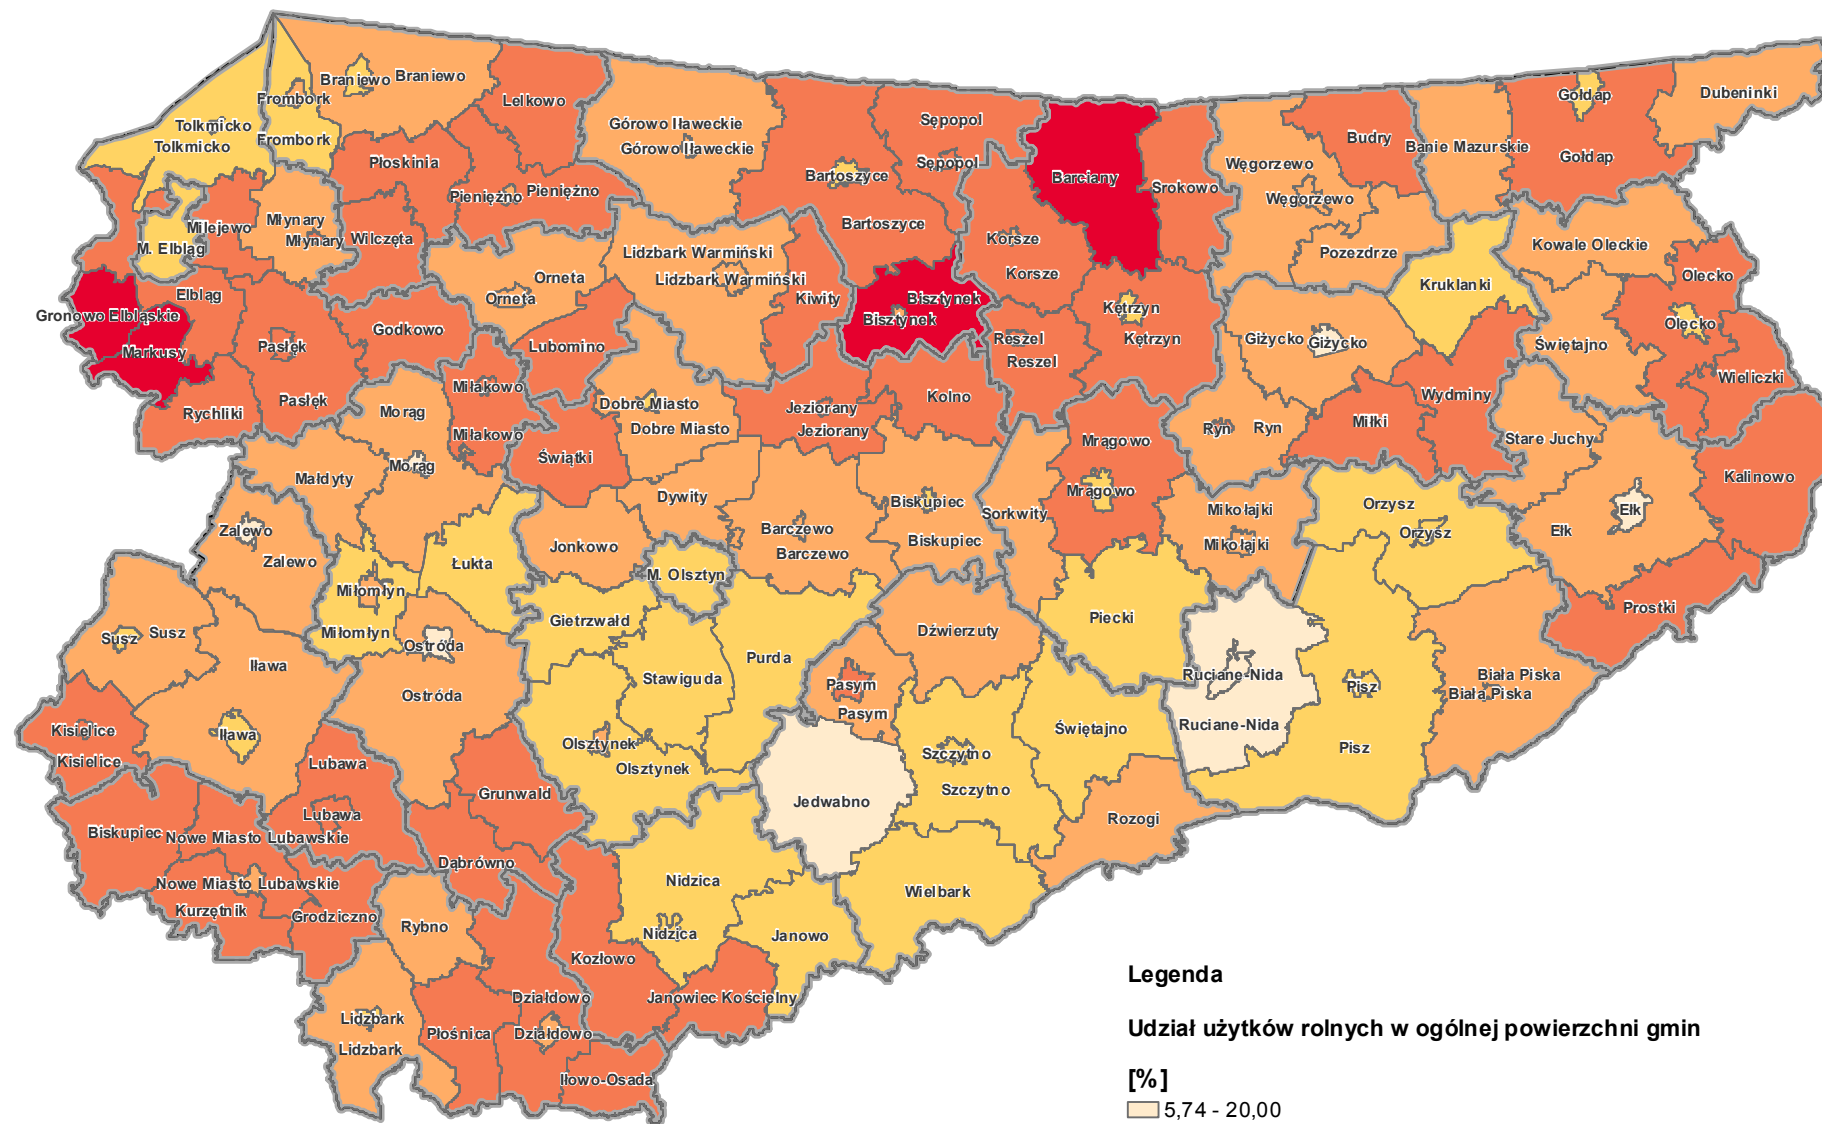 Braniewo
Braniewo
Frombork
Lelkowo
Gołdap
Dubeninki
Tolkmicko
Tolkmicko
Frombork
Górowo Iławeckie
Górowo Iławeckie
Sępopol
Sępopol
Budry
Banie Mazurskie
Gołdap
Płoskinia
Pieniężno
Pieniężno
Bartoszyce
Bartoszyce
Barciany
Srokowo
Węgorzewo
Węgorzewo
Młynary
Młynary
Milejewo
M. Elbląg
Wilczęta
Lidzbark Warmiński
Lidzbark Warmiński
Korsze
Korsze
Pozezdrze
Kowale Oleckie
Olecko
Kruklanki
Elbląg
Orneta
Orneta
Kiwity
Bisztynek
Bisztynek
Gronowo Elbląskie
Markusy
Pasłęk
Godkowo
Lubomino
Reszel
Reszel
Kętrzyn
Kętrzyn
Giżycko
Giżycko
Olecko
Świętajno
Wieliczki
Rychliki
Pasłęk
Miłakowo
Miłakowo
Morąg
Morąg
Dobre Miasto
Dobre Miasto
Jeziorany
Jeziorany
Kolno
Wydminy
Miłki
Ryn
Ryn
Mrągowo
Mrągowo
Stare Juchy
Świątki
Małdyty
Dywity
Biskupiec
Biskupiec
Sorkwity
Mikołajki
Mikołajki
Orzysz
Orzysz
Ełk
Ełk
Kalinowo
Zalewo
Zalewo
Łukta
Jonkowo
Barczewo
Barczewo
M. Olsztyn
Miłomłyn
Miłomłyn
Gietrzwałd
Dźwierzuty
Piecki
Prostki
Susz
Susz
Iława
Ostróda
Ostróda
Stawiguda
Purda
Pasym
Pasym
Ruciane-Nida
Ruciane-Nida
Pisz
Pisz
Biała Piska
Biała Piska
Kisielice
Kisielice
Iława
Olsztynek
Olsztynek
Świętajno
Szczytno
Szczytno
Lubawa
Lubawa
Grunwald
Jedwabno
Rozogi
Biskupiec
Nowe Miasto Lubawskie
Nowe Miasto Lubawskie
Dąbrówno
Nidzica
Nidzica
Wielbark
Kurzętnik
Grodziczno
Rybno
Janowo
Kozłowo
Janowiec Kościelny
Działdowo
Działdowo
Lidzbark
Lidzbark
Płośnica
Iłowo-Osada
Legenda
Udział użytków rolnych w ogólnej powierzchni gmin
[%]
5,74 - 20,00